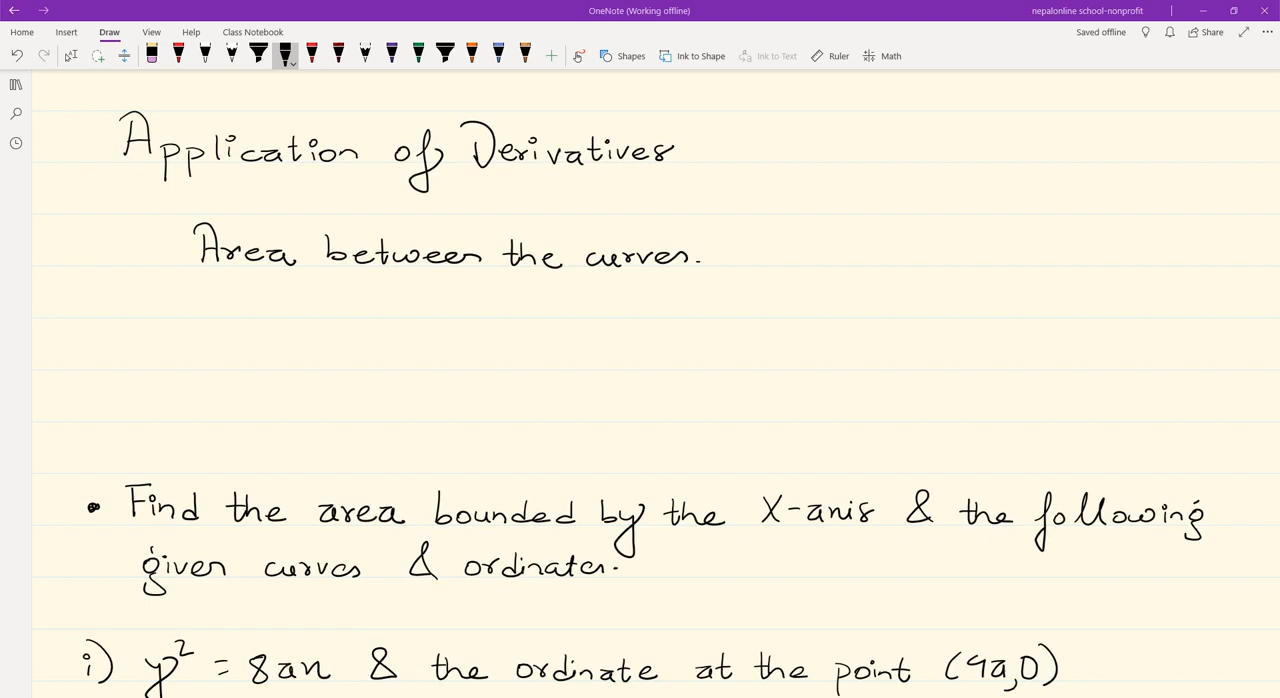 OneNote (Working offline)
nepalonline school-nonprofit
Home Insert Draw View Help Class Notebook
Saved offline Share
Shapes Ink to Shape Ink to Text Ruler Math
Application of Derivatives
Area between the curves.
• Find the area bounded by the X-axis & the following
given curves & ordinates.
i) y² = 8ax & the ordinate at the point (9a,0)